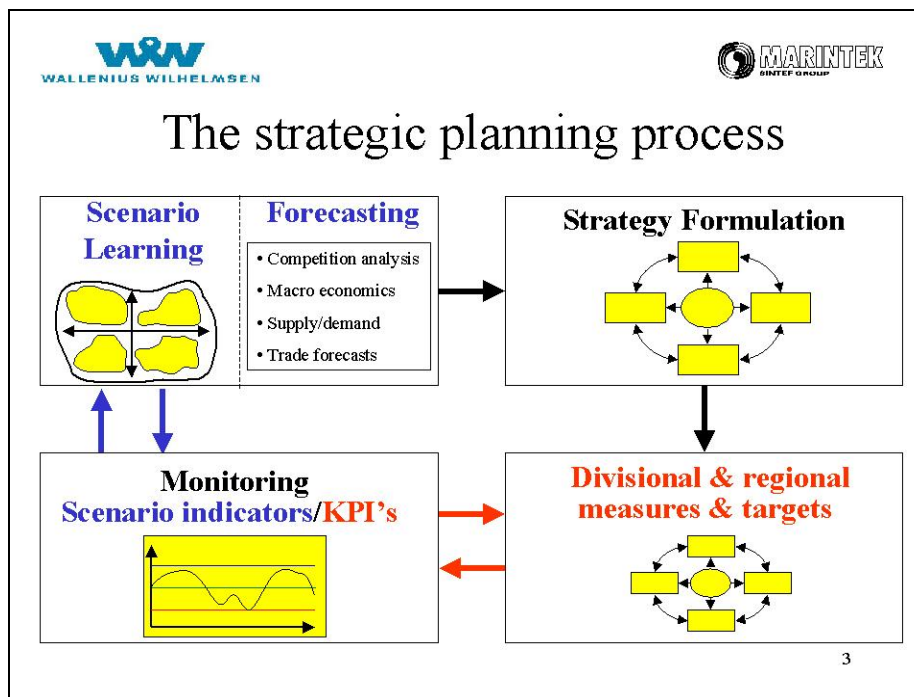 WALLENIUS WILHELMSEN
MARINTEK
SINTEF GROUP
The strategic planning process
Scenario
Learning
Forecasting
• Competition analysis
• Macro economics
• Supply/demand
• Trade forecasts
Strategy Formulation
Monitoring
Scenario indicators/KPI's
Divisional & regional
measures & targets
3